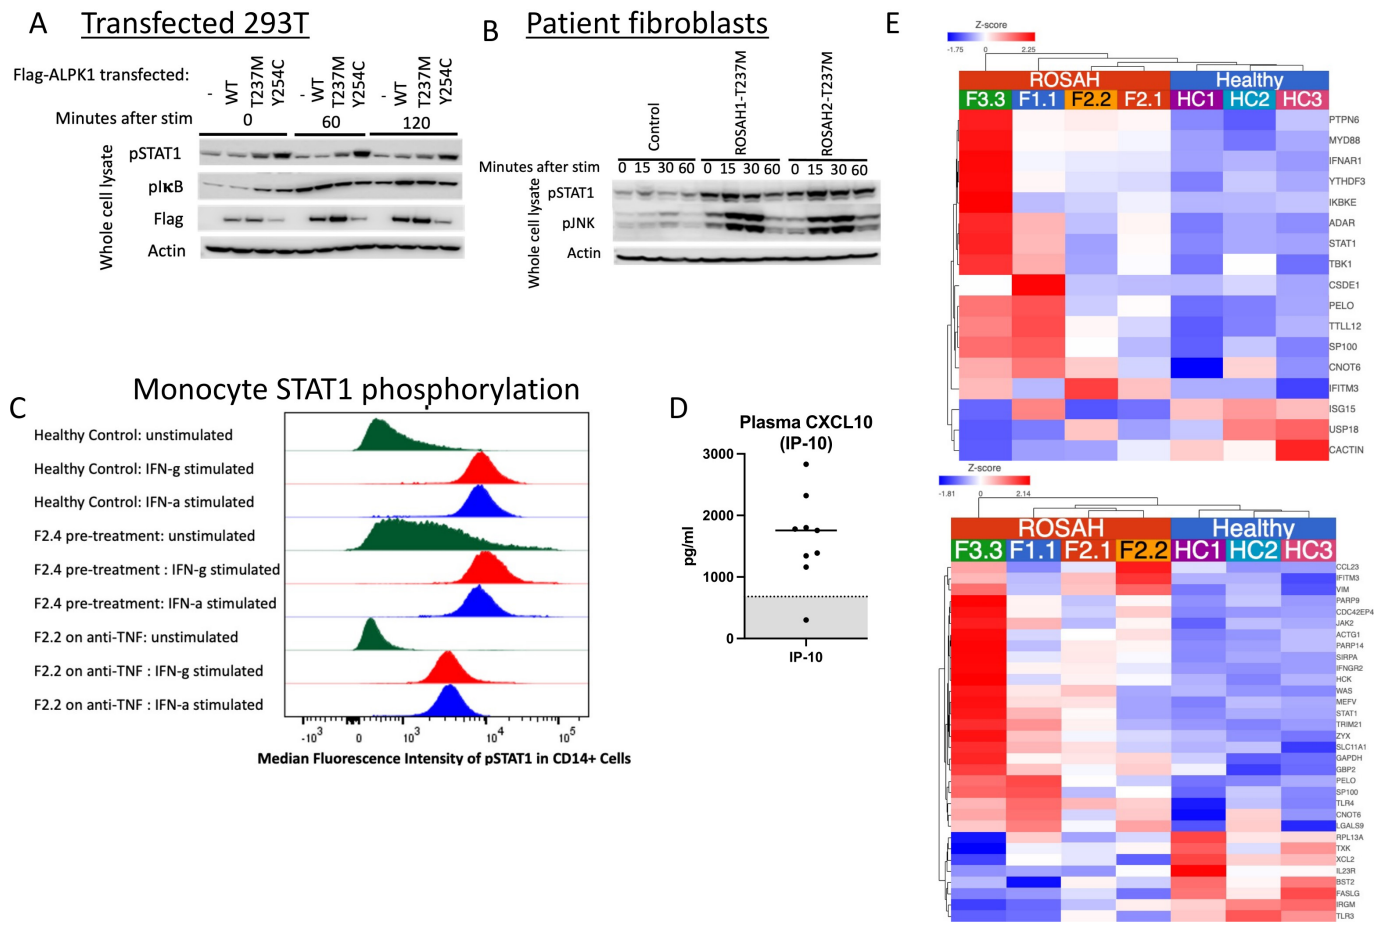 A Transfected 293T
Flag-ALPK1 transfected:
- WT T237M Y254C - WT T237M Y254C - WT T237M Y254C
Minutes after stim 0 60 120
Whole cell lysate
pSTAT1
pIκB
Flag
Actin
B Patient fibroblasts
Control ROSAH1-T237M ROSAH2-T237M
Minutes after stim 0 15 30 60 0 15 30 60 0 15 30 60
Whole cell lysate
pSTAT1
pJNK
Actin
C Monocyte STAT1 phosphorylation
Healthy Control: unstimulated
Healthy Control: IFN-g stimulated
Healthy Control: IFN-a stimulated
F2.4 pre-treatment: unstimulated
F2.4 pre-treatment : IFN-g stimulated
F2.4 pre-treatment: IFN-a stimulated
F2.2 on anti-TNF: unstimulated
F2.2 on anti-TNF : IFN-g stimulated
F2.2 on anti-TNF : IFN-a stimulated
-10³ 0 10³ 10⁴ 10⁵
Median Fluorescence Intensity of pSTAT1 in CD14+ Cells
D
Plasma CXCL10
(IP-10)
pg/ml
3000
2000
1000
0
IP-10
E
Z-score
-1.75 0 2.25
ROSAH Healthy
F3.3 F1.1 F2.2 F2.1 HC1 HC2 HC3
PTPN6
MYD88
IFNAR1
YTHDF3
IKBKE
ADAR
STAT1
TBK1
CSDE1
PELO
TTLL12
SP100
CNOT6
IFITM3
ISG15
USP18
CACTIN
Z-score
-1.81 0 2.14
ROSAH Healthy
F3.3 F1.1 F2.1 F2.2 HC1 HC2 HC3
CCL23
IFITM3
VIM
PARP9
CDC42EP4
JAK2
ACTG1
PARP14
SIRPA
IFNGR2
HCK
WAS
MEFV
STAT1
TRIM21
ZYX
SLC11A1
GAPDH
GBP2
PELO
SP100
TLR4
CNOT6
LGALS9
RPL13A
TXK
XCL2
IL23R
BST2
FASLG
IRGM
TLR3